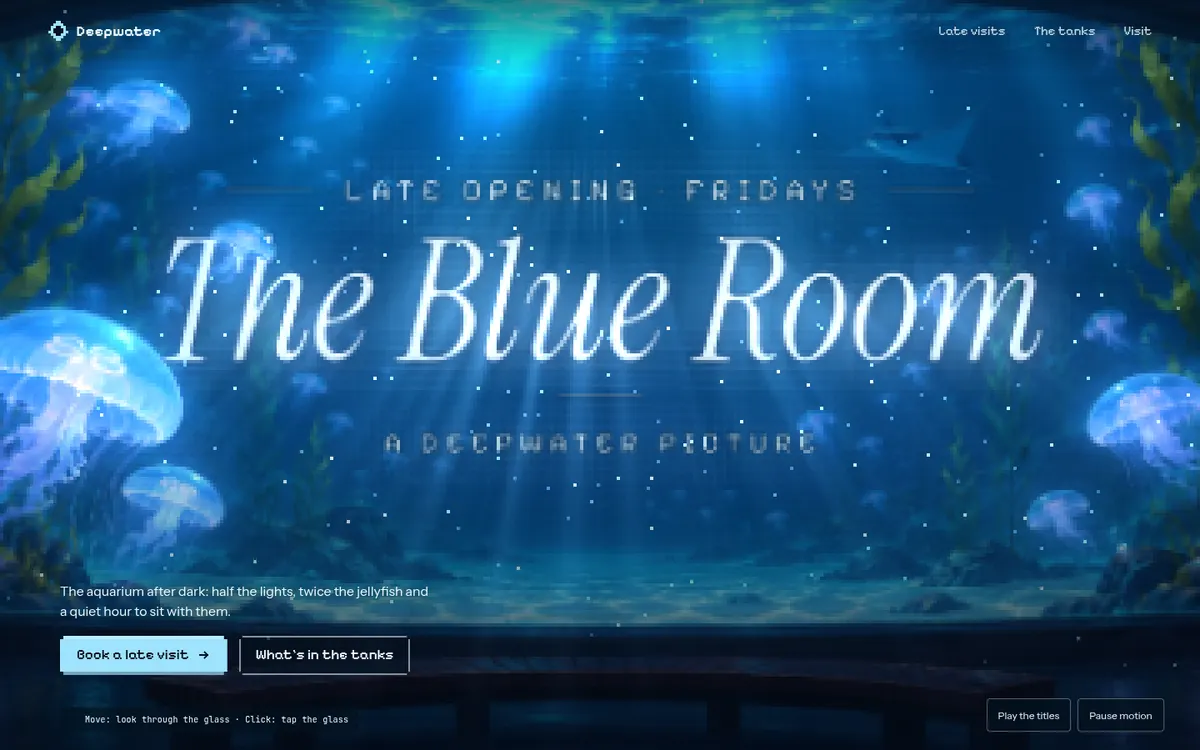 Deepwater
Late visits
The tanks
Visit
LATE OPENING · FRIDAYS
The Blue Room
A DEEPWATER PICTURE
The aquarium after dark: half the lights, twice the jellyfish and
a quiet hour to sit with them.
Book a late visit →
What's in the tanks
Move: look through the glass · Click: tap the glass
Play the titles
Pause motion